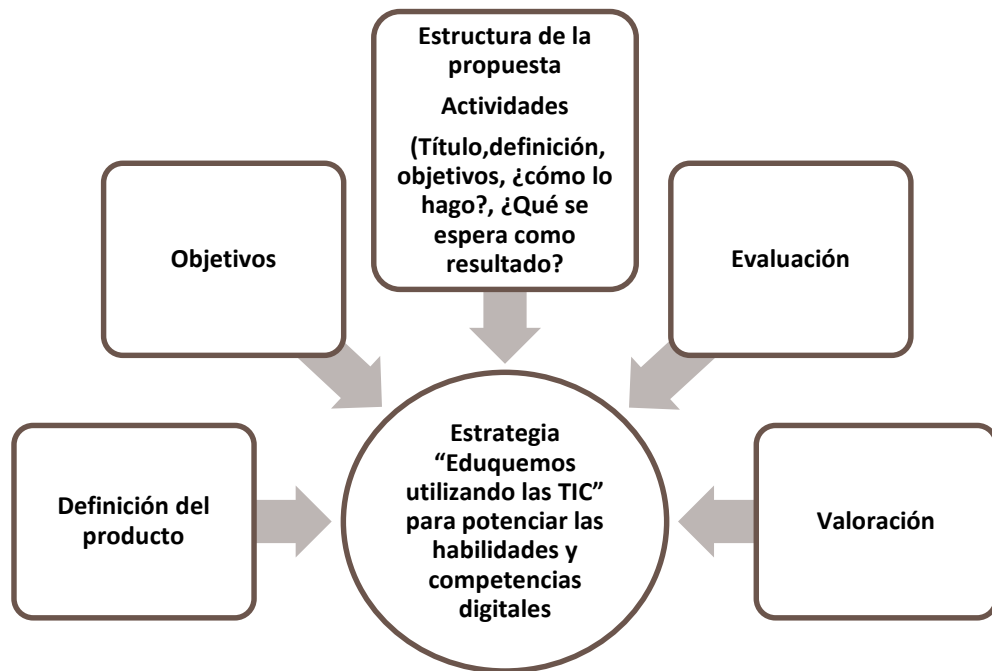 Estructura de la
propuesta
Actividades
(Título,definición,
objetivos, ¿cómo lo
hago?, ¿Qué se
espera como
resultado?
Objetivos
Evaluación
Definición del
producto
Estrategia
“Eduquemos
utilizando las TIC”
para potenciar las
habilidades y
competencias
digitales
Valoración